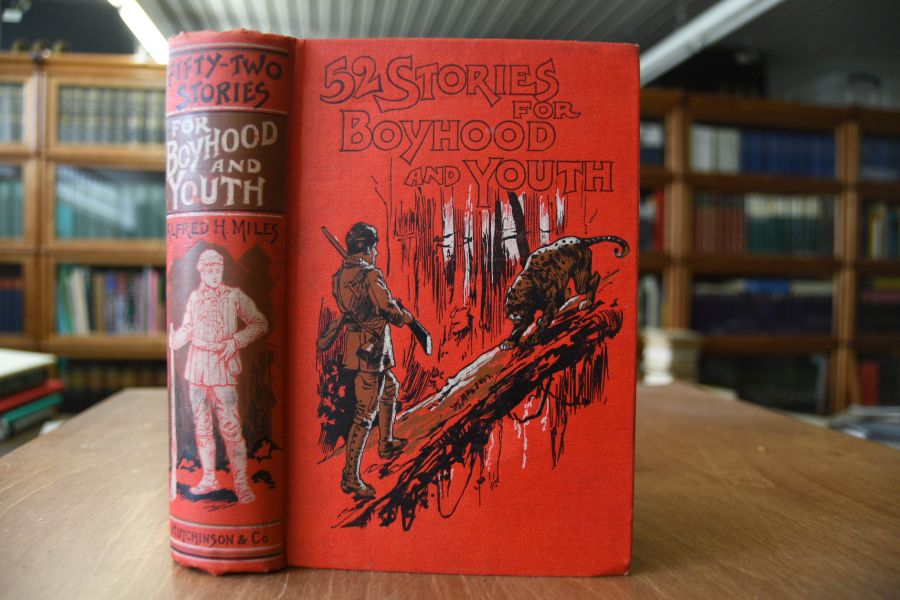 FIFTY-TWO
STORIES
FOR
BOYHOOD
AND
YOUTH
ALFRED H. MILES
HUTCHINSON & Co.
52 STORIES
FOR
BOYHOOD
AND YOUTH